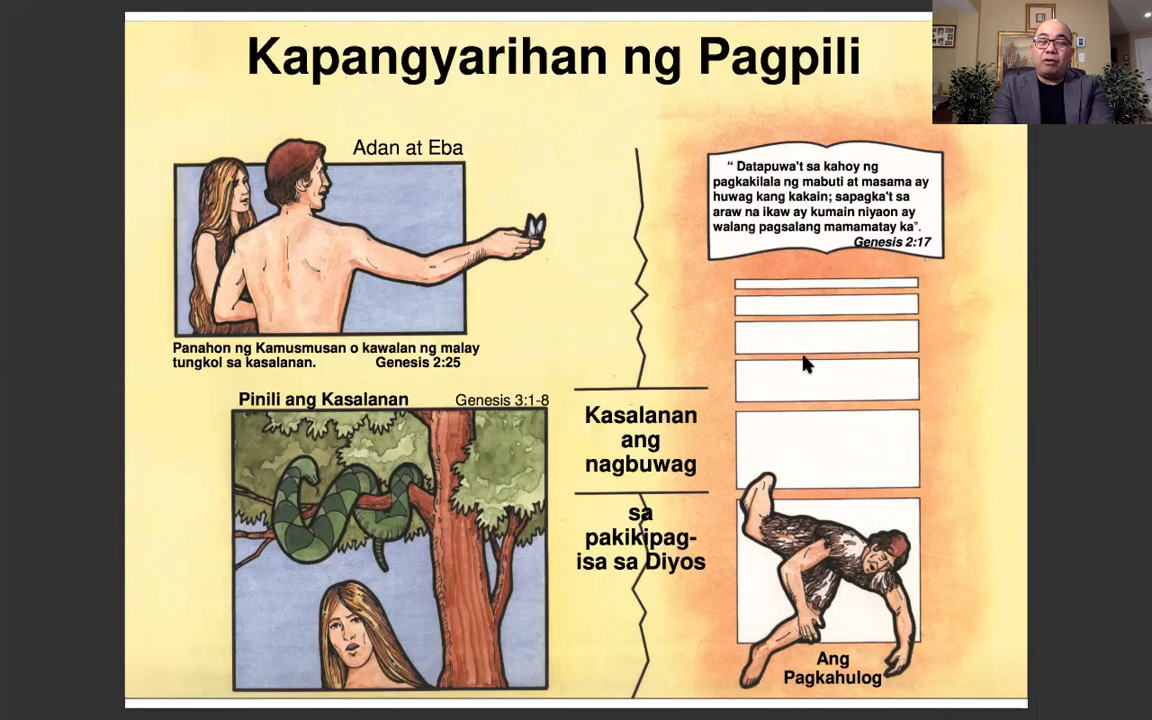 Kapangyarihan ng Pagpili
Adan at Eba
Panahon ng Kamusmusan o kawalan ng malay
tungkol sa kasalanan. Genesis 2:25
Pinili ang Kasalanan Genesis 3:1-8
Kasalanan
ang
nagbuwag
sa
pakikipag-
isa sa Diyos
“ Datapuwa't sa kahoy ng
pagkakilala ng mabuti at masama ay
huwag kang kakain; sapagka't sa
araw na ikaw ay kumain niyaon ay
walang pagsalang mamamatay ka”.
Genesis 2:17
Ang
Pagkahulog